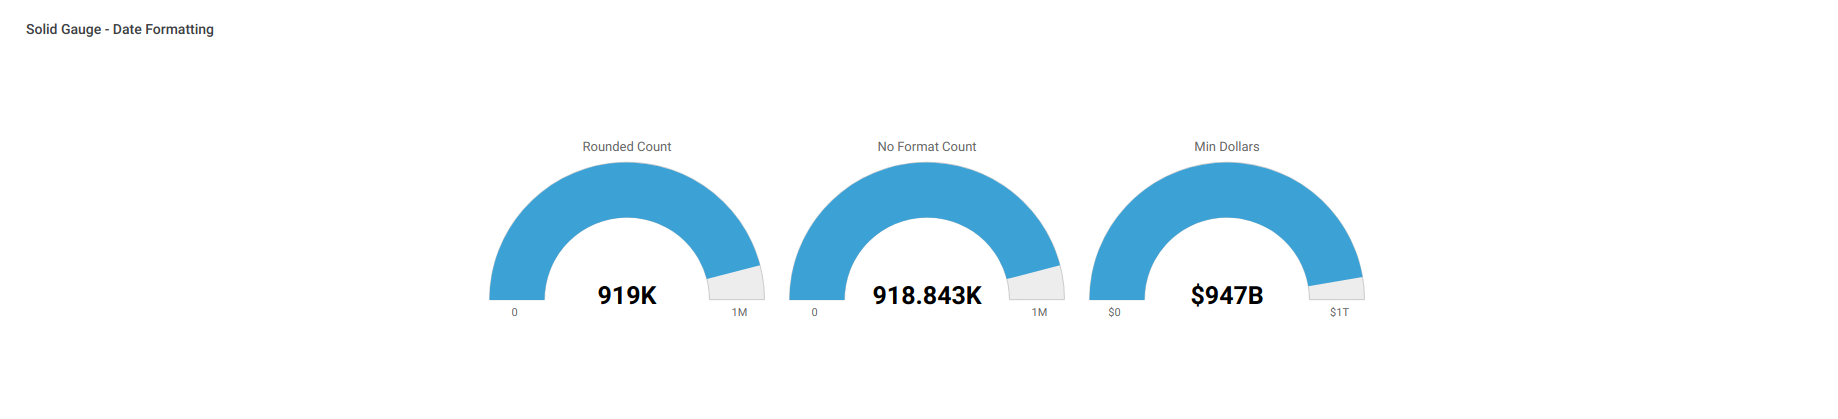 Solid Gauge - Date Formatting
Rounded Count
919K
0
1M
No Format Count
918.843K
0
1M
Min Dollars
$947B
$0
$1T